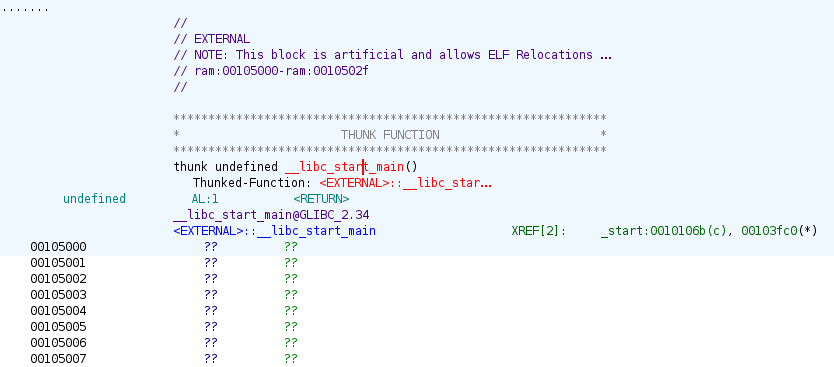 .......
//
// EXTERNAL
// NOTE: This block is artificial and allows ELF Relocations ...
// ram:00105000-ram:0010502f
//
**************************************************************
* THUNK FUNCTION *
**************************************************************
thunk undefined __libc_start_main()
Thunked-Function: <EXTERNAL>::__libc_star...
undefined AL:1 <RETURN>
__libc_start_main@GLIBC_2.34
<EXTERNAL>::__libc_start_main XREF[2]: _start:0010106b(c), 00103fc0(*)
00105000 ?? ??
00105001 ?? ??
00105002 ?? ??
00105003 ?? ??
00105004 ?? ??
00105005 ?? ??
00105006 ?? ??
00105007 ?? ??